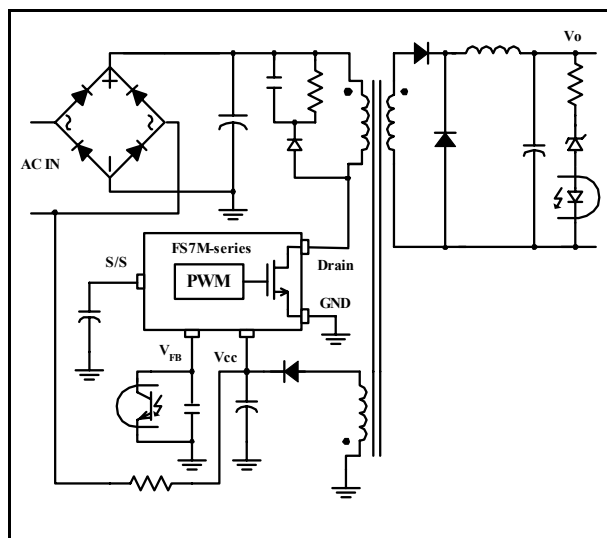 Vo
AC IN
FS7M-series
S/S
PWM
Drain
GND
VFB
Vcc